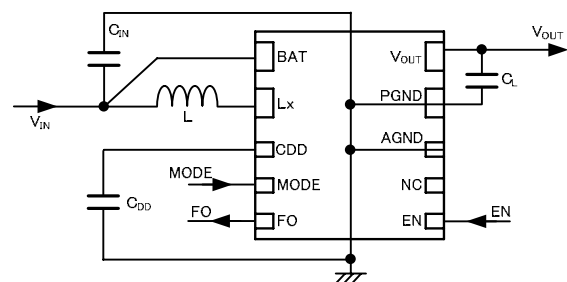 CIN
VOUT
BAT
VOUT
CL
Lx
PGND
VIN
L
AGND
CDD
MODE
MODE
NC
CDD
FO
FO
EN
EN